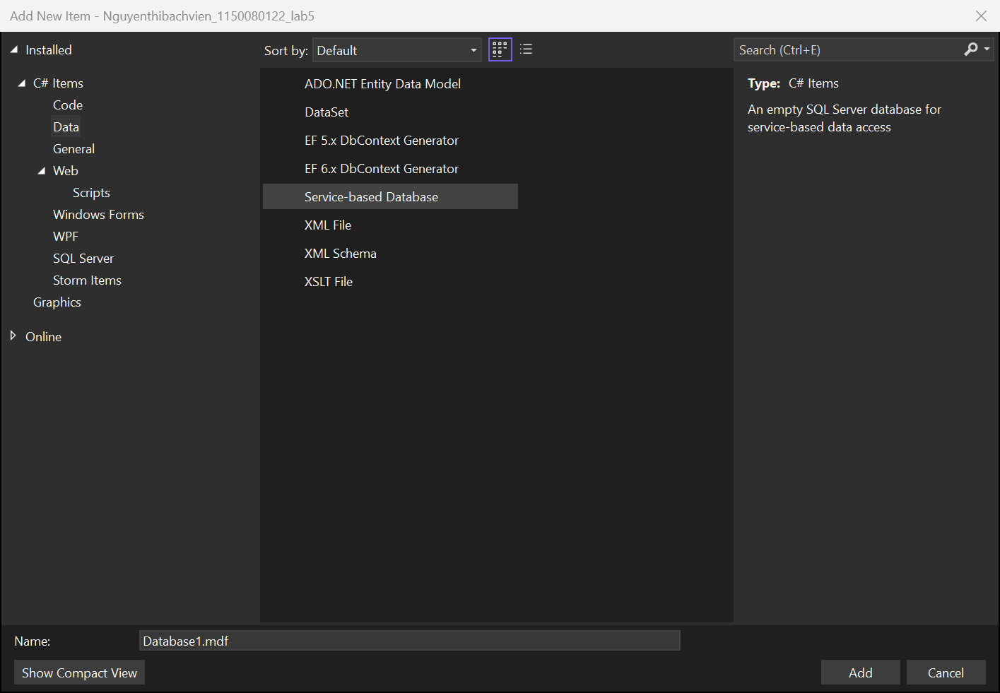 Add New Item - Nguyenthibachvien_1150080122_lab5
Installed
C# Items
Code
Data
General
Web
Scripts
Windows Forms
WPF
SQL Server
Storm Items
Graphics
Online
Sort by: Default
ADO.NET Entity Data Model
DataSet
EF 5.x DbContext Generator
EF 6.x DbContext Generator
Service-based Database
XML File
XML Schema
XSLT File
Search (Ctrl+E)
Type: C# Items
An empty SQL Server database for
service-based data access
Name: Database1.mdf
Show Compact View
Add
Cancel